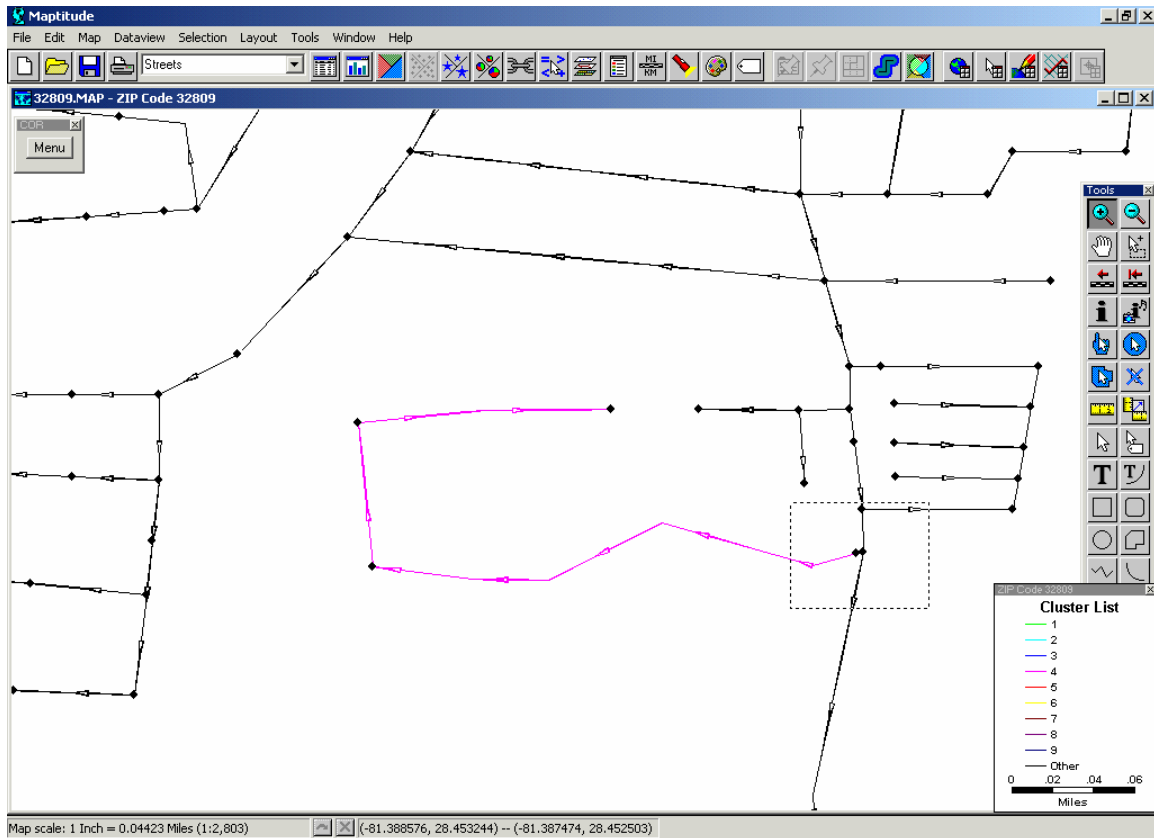 Maptitude
File Edit Map Dataview Selection Layout Tools Window Help
Streets
MI
KM
32809.MAP - ZIP Code 32809
COR
Menu
Tools
T T
ZIP Code 32809
Cluster List
1
2
3
4
5
6
7
8
9
Other
0 .02 .04 .06
Miles
Map scale: 1 Inch = 0.04423 Miles (1:2,803) (-81.388576, 28.453244) -- (-81.387474, 28.452503)